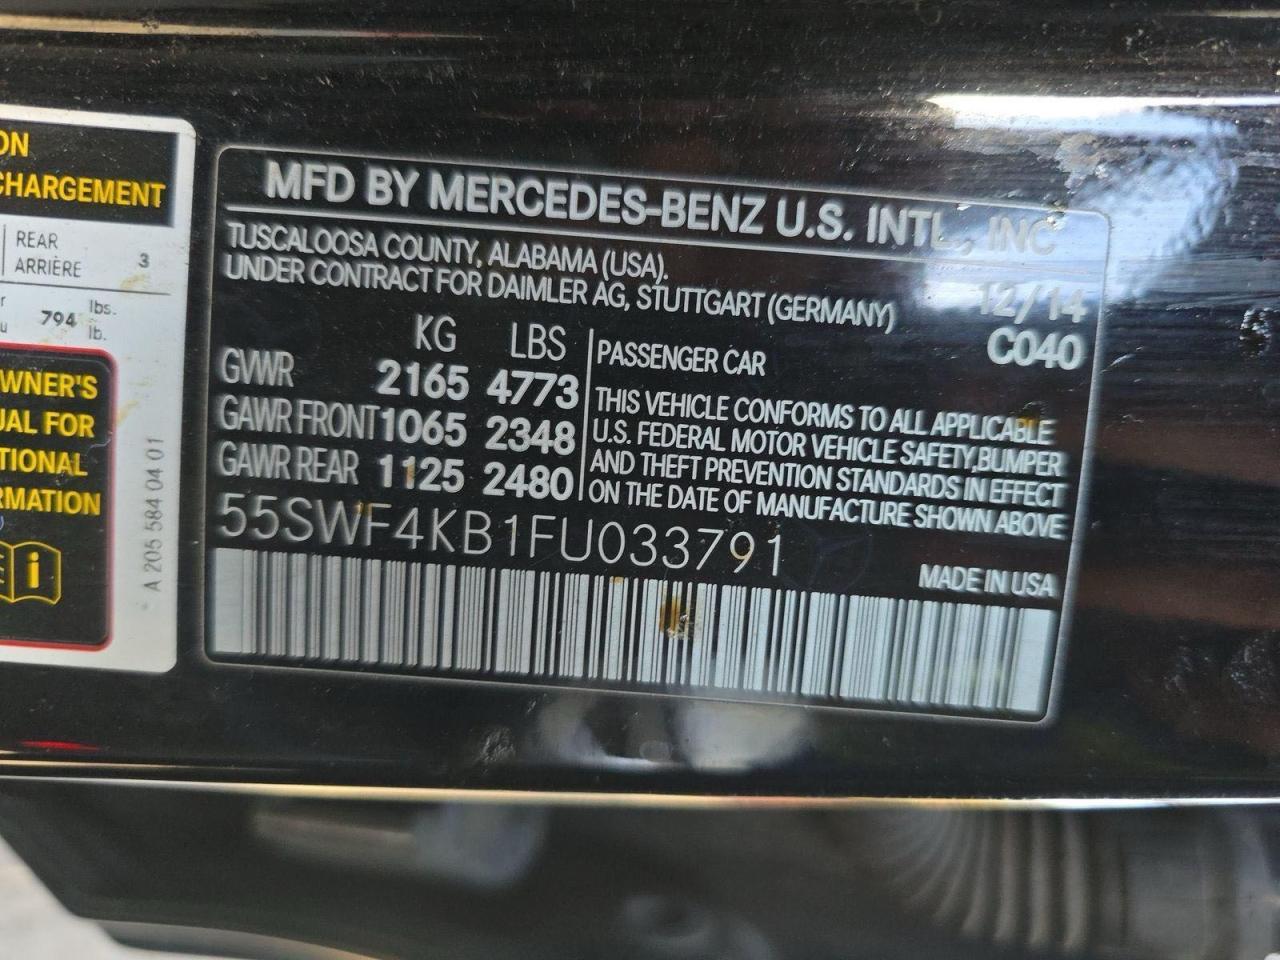 ON
CHARGEMENT
REAR
ARRIÈRE 3
794 lbs.
lb.
OWNER'S
FOR
A 205 584 04 01
MFD BY MERCEDES-BENZ U.S. INTL., INC
TUSCALOOSA COUNTY, ALABAMA (USA).
UNDER CONTRACT FOR DAIMLER AG, STUTTGART (GERMANY) 12/14
C040
KG LBS
GVWR 2165 4773
GAWR FRONT 1065 2348
GAWR REAR 1125 2480
PASSENGER CAR
THIS VEHICLE CONFORMS TO ALL APPLICABLE
U.S. FEDERAL MOTOR VEHICLE SAFETY,BUMPER
AND THEFT PREVENTION STANDARDS IN EFFECT
ON THE DATE OF MANUFACTURE SHOWN ABOVE
55SWF4KB1FU033791
MADE IN USA